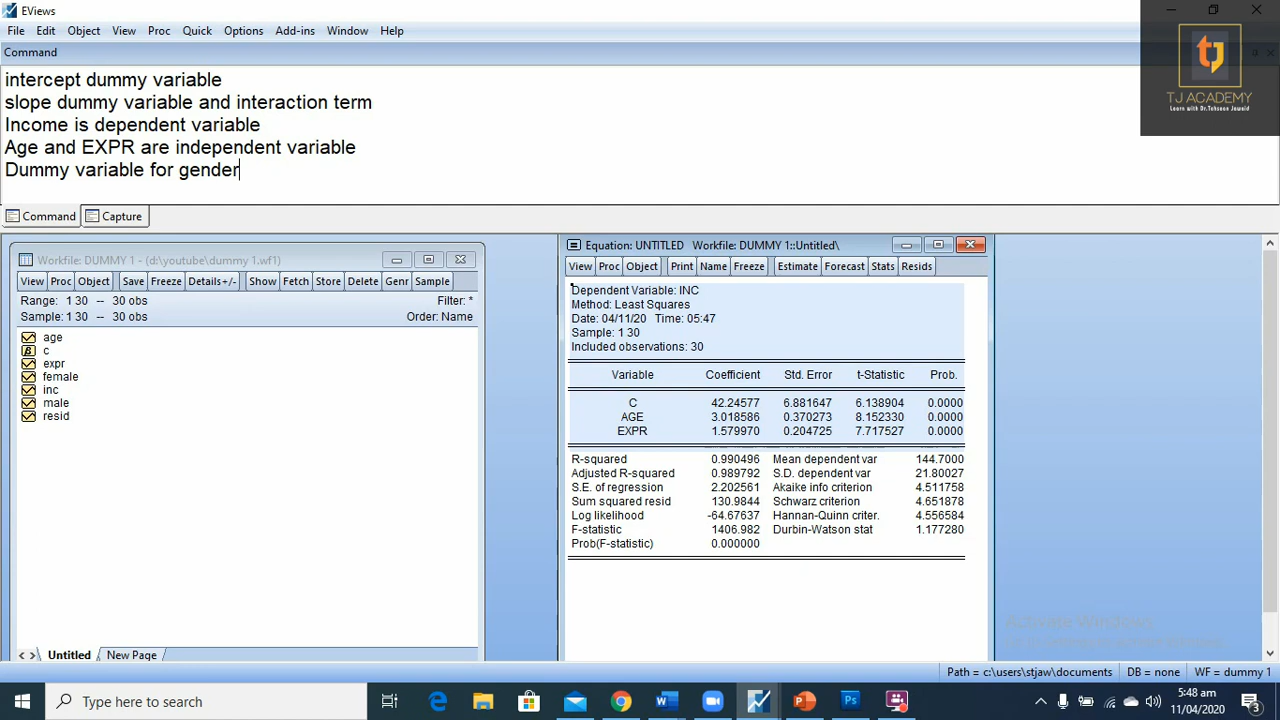 EViews
File Edit Object View Proc Quick Options Add-ins Window Help
Command
intercept dummy variable
slope dummy variable and interaction term
Income is dependent variable
Age and EXPR are independent variable
Dummy variable for gender
TJ ACADEMY
Learn with Dr.Tehseen Jawaid
Command Capture
Workfile: DUMMY 1 - (d:\youtube\dummy 1.wf1)
View Proc Object Save Freeze Details+/- Show Fetch Store Delete Genr Sample
Range: 1 30 -- 30 obs Filter: *
Sample: 1 30 -- 30 obs Order: Name
age
c
expr
female
inc
male
resid
Untitled New Page
Equation: UNTITLED Workfile: DUMMY 1::Untitled\
View Proc Object Print Name Freeze Estimate Forecast Stats Resids
Dependent Variable: INC
Method: Least Squares
Date: 04/11/20 Time: 05:47
Sample: 1 30
Included observations: 30
Variable Coefficient Std. Error t-Statistic Prob.
C 42.24577 6.881647 6.138904 0.0000
AGE 3.018586 0.370273 8.152330 0.0000
EXPR 1.579970 0.204725 7.717527 0.0000
R-squared 0.990496 Mean dependent var 144.7000
Adjusted R-squared 0.989792 S.D. dependent var 21.80027
S.E. of regression 2.202561 Akaike info criterion 4.511758
Sum squared resid 130.9844 Schwarz criterion 4.651878
Log likelihood -64.67637 Hannan-Quinn criter. 4.556584
F-statistic 1406.982 Durbin-Watson stat 1.177280
Prob(F-statistic) 0.000000
Activate Windows
Path = c:\users\stjaw\documents DB = none WF = dummy 1
Type here to search
5:48 am
11/04/2020
3